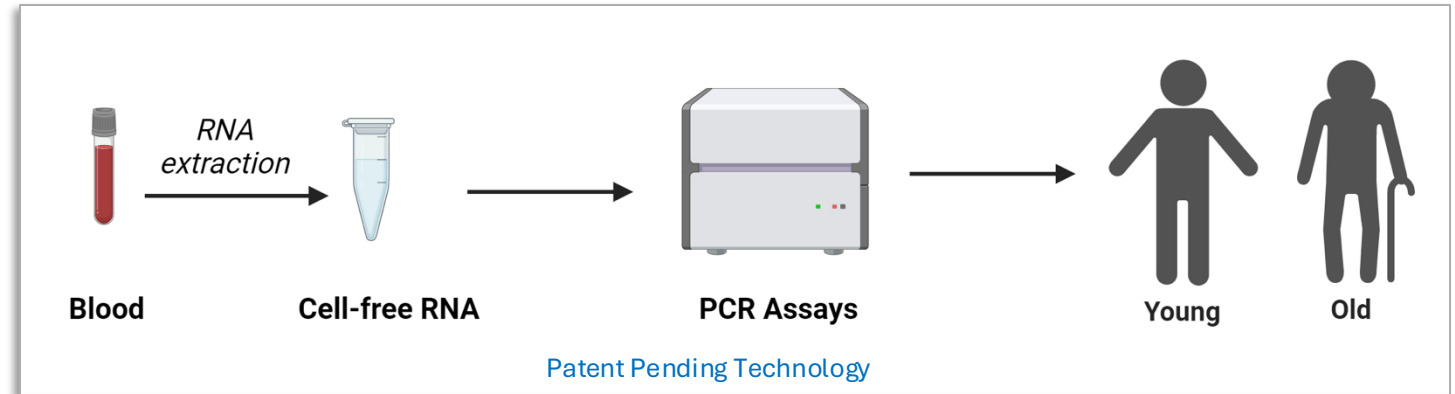 RNA
extraction
Blood
Cell-free RNA
PCR Assays
Young
Old
Patent Pending Technology